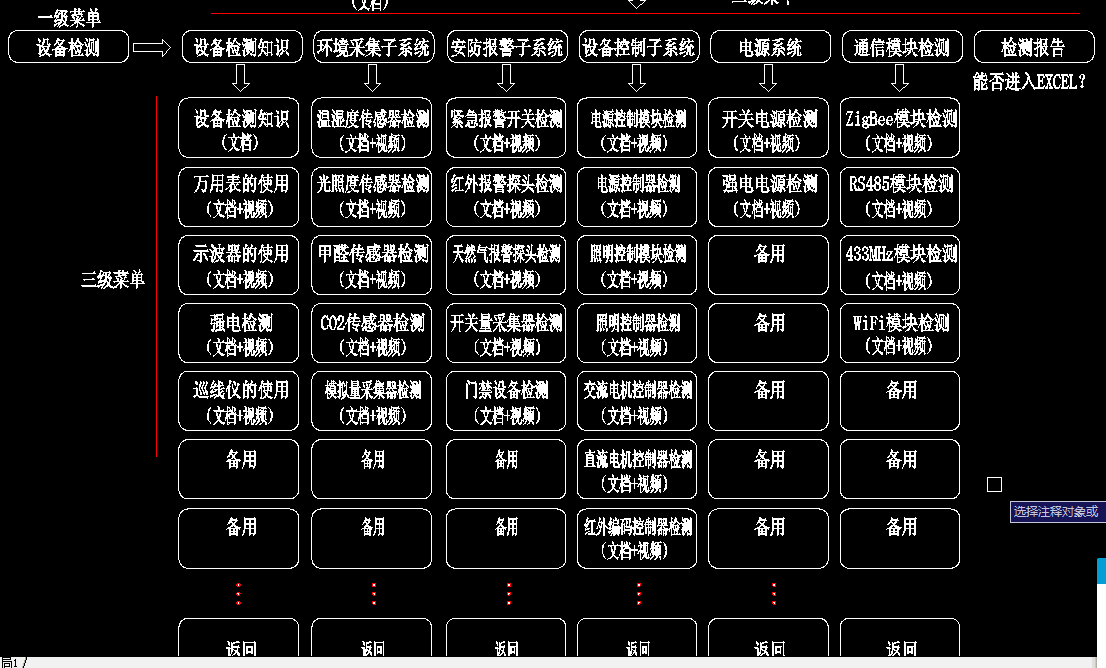 (文档)
二级菜单
一级菜单
设备检测
设备检测知识
环境采集子系统
安防报警子系统
设备控制子系统
电源系统
通信模块检测
检测报告
能否进入EXCEL?
三级菜单
设备检测知识
(文档)
温湿度传感器检测
(文档+视频)
紧急报警开关检测
(文档+视频)
电源控制模块检测
(文档+视频)
开关电源检测
(文档+视频)
ZigBee模块检测
(文档+视频)
万用表的使用
(文档+视频)
光照度传感器检测
(文档+视频)
红外报警探头检测
(文档+视频)
电源控制器检测
(文档+视频)
强电电源检测
(文档+视频)
RS485模块检测
(文档+视频)
示波器的使用
(文档+视频)
甲醛传感器检测
(文档+视频)
天然气报警探头检测
(文档+视频)
照明控制模块检测
(文档+视频)
备用
433MHz模块检测
(文档+视频)
强电检测
(文档+视频)
CO2传感器检测
(文档+视频)
开关量采集器检测
(文档+视频)
照明控制器检测
(文档+视频)
备用
WiFi模块检测
(文档+视频)
巡线仪的使用
(文档+视频)
模拟量采集器检测
(文档+视频)
门禁设备检测
(文档+视频)
交流电机控制器检测
(文档+视频)
备用
备用
备用
备用
备用
直流电机控制器检测
(文档+视频)
备用
备用
备用
备用
备用
红外编码控制器检测
(文档+视频)
备用
备用
选择注释对象或
返回
返回
返回
返回
返回
返回
局1 /